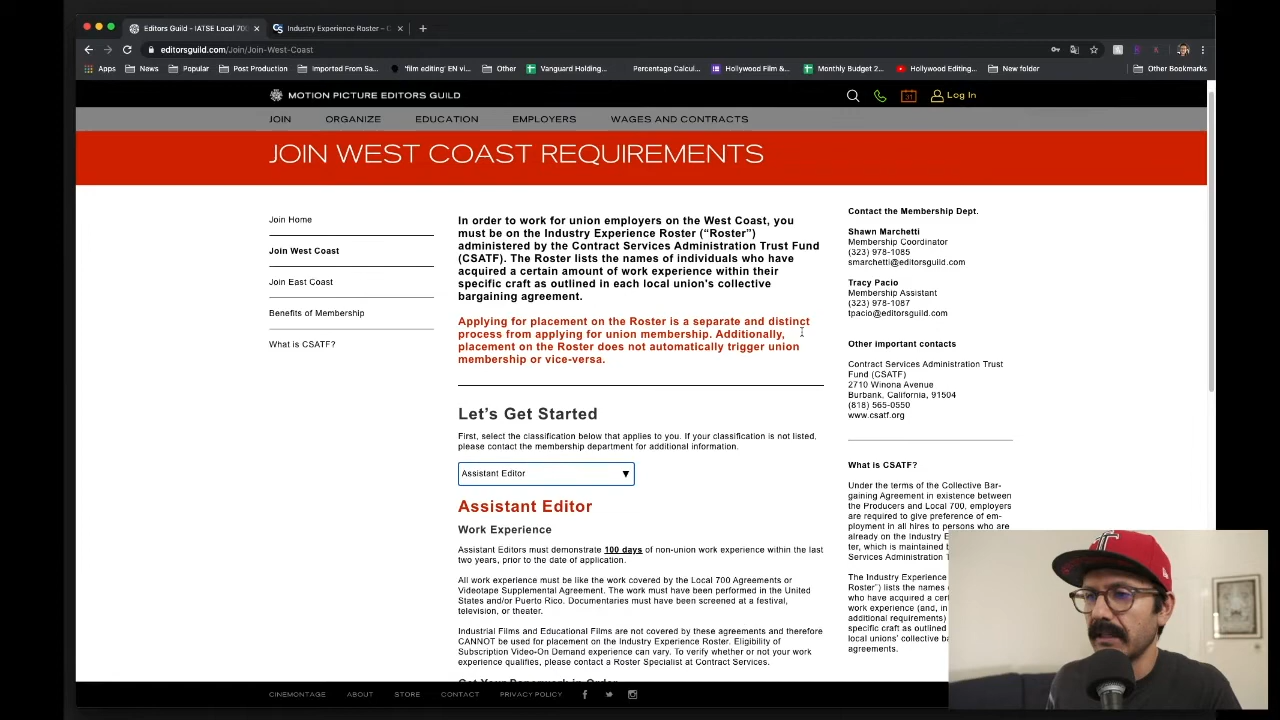 Editors Guild - IATSE Local 700
Industry Experience Roster – C
editorsguild.com/Join/Join-West-Coast
Apps
News
Popular
Post Production
Imported From Sa...
'film editing' EN vi...
Other
Vanguard Holding...
Percentage Calcul...
Hollywood Film &...
Monthly Budget 2...
Hollywood Editing...
New folder
Other Bookmarks
MOTION PICTURE EDITORS GUILD
31
Log In
JOIN
ORGANIZE
EDUCATION
EMPLOYERS
WAGES AND CONTRACTS
JOIN WEST COAST REQUIREMENTS
Join Home
Join West Coast
Join East Coast
Benefits of Membership
What is CSATF?
In order to work for union employers on the West Coast, you
must be on the Industry Experience Roster (“Roster”)
administered by the Contract Services Administration Trust Fund
(CSATF). The Roster lists the names of individuals who have
acquired a certain amount of work experience within their
specific craft as outlined in each local union's collective
bargaining agreement.
Applying for placement on the Roster is a separate and distinct
process from applying for union membership. Additionally,
placement on the Roster does not automatically trigger union
membership or vice-versa.
Let's Get Started
First, select the classification below that applies to you. If your classification is not listed,
please contact the membership department for additional information.
Assistant Editor
Assistant Editor
Work Experience
Assistant Editors must demonstrate 100 days of non-union work experience within the last
two years, prior to the date of application.
All work experience must be like the work covered by the Local 700 Agreements or
Videotape Supplemental Agreement. The work must have been performed in the United
States and/or Puerto Rico. Documentaries must have been screened at a festival,
television, or theater.
Industrial Films and Educational Films are not covered by these agreements and therefore
CANNOT be used for placement on the Industry Experience Roster. Eligibility of
Subscription Video-On Demand experience can vary. To verify whether or not your work
experience qualifies, please contact a Roster Specialist at Contract Services.
Get Your Paperwork in Order
Contact the Membership Dept.
Shawn Marchetti
Membership Coordinator
(323) 978-1085
smarchetti@editorsguild.com
Tracy Pacio
Membership Assistant
(323) 978-1087
tpacio@editorsguild.com
Other important contacts
Contract Services Administration Trust
Fund (CSATF)
2710 Winona Avenue
Burbank, California, 91504
(818) 565-0550
www.csatf.org
What is CSATF?
Under the terms of the Collective Bar-
gaining Agreement in existence between
the Producers and Local 700, employers
are required to give preference of em-
ployment in all hires to persons who are
already on the Industry E
ter, which is maintained b
Services Administration T
The Industry Experience
Roster”) lists the names o
who have acquired a cert
work experience (and, in
additional requirements)
specific craft as outlined
local unions' collective ba
agreements.
CINEMONTAGE
ABOUT
STORE
CONTACT
PRIVACY POLICY